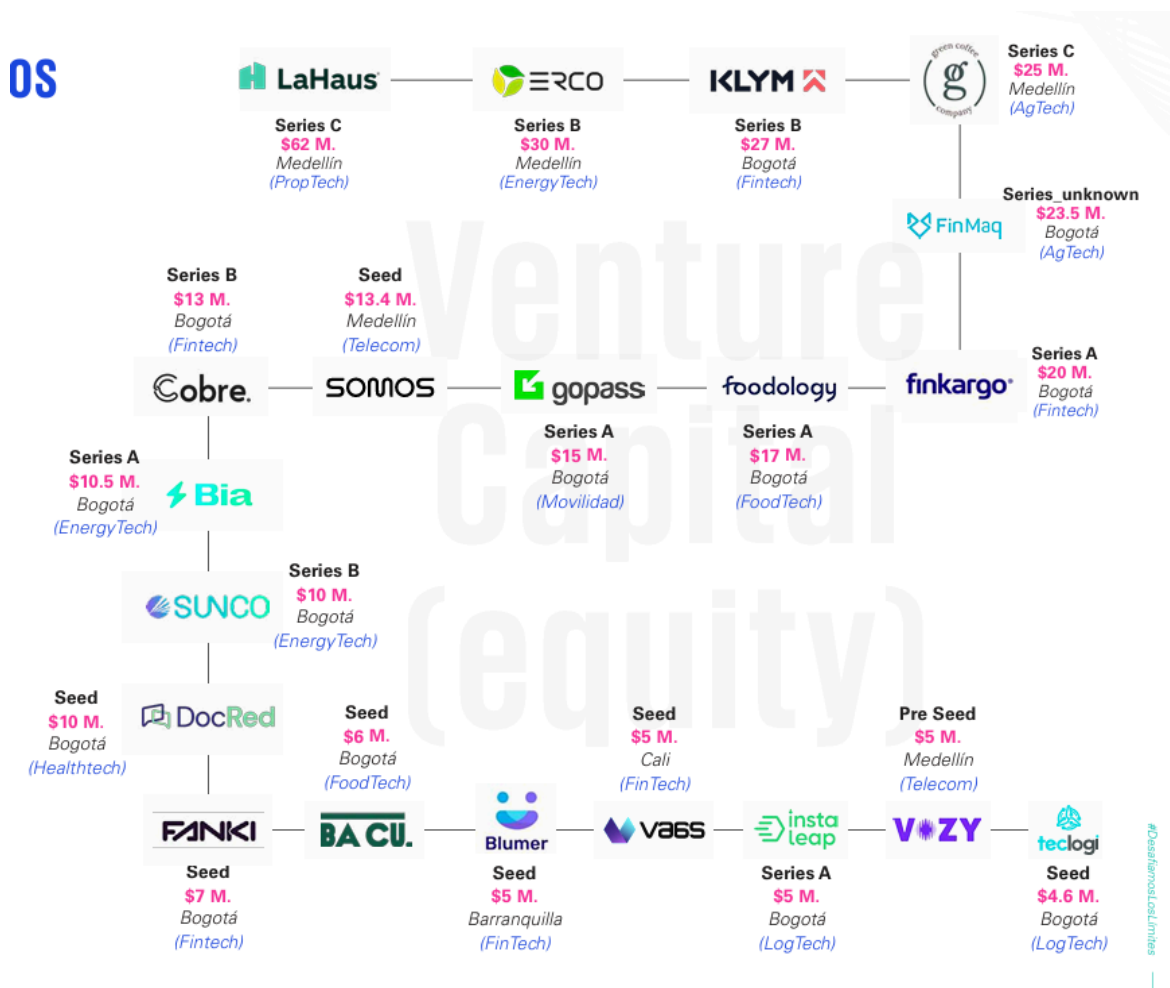 OS
LaHaus
Series C
$62 M.
Medellín
(PropTech)
ERCO
Series B
$30 M.
Medellín
(EnergyTech)
KLYM
Series B
$27 M.
Bogotá
(Fintech)
green coffee
g
company
Series C
$25 M.
Medellín
(AgTech)
FinMaq
Series_unknown
$23.5 M.
Bogotá
(AgTech)
finkargo
Series A
$20 M.
Bogotá
(Fintech)
foodology
Series A
$17 M.
Bogotá
(FoodTech)
gopass
Series A
$15 M.
Bogotá
(Movilidad)
Seed
$13.4 M.
Medellín
(Telecom)
SOMOS
Series B
$13 M.
Bogotá
(Fintech)
Cobre.
Series A
$10.5 M.
Bogotá
(EnergyTech)
Bia
SUNCO
Series B
$10 M.
Bogotá
(EnergyTech)
Seed
$10 M.
Bogotá
(Healthtech)
DocRed
FANKI
Seed
$7 M.
Bogotá
(Fintech)
Seed
$6 M.
Bogotá
(FoodTech)
BA CU.
Blumer
Seed
$5 M.
Barranquilla
(FinTech)
Seed
$5 M.
Cali
(FinTech)
insta
leap
Series A
$5 M.
Bogotá
(LogTech)
Pre Seed
$5 M.
Medellín
(Telecom)
VOZY
teclogi
Seed
$4.6 M.
Bogotá
(LogTech)
Venture
Capital
(equity)
#DesafiamosLosLímites